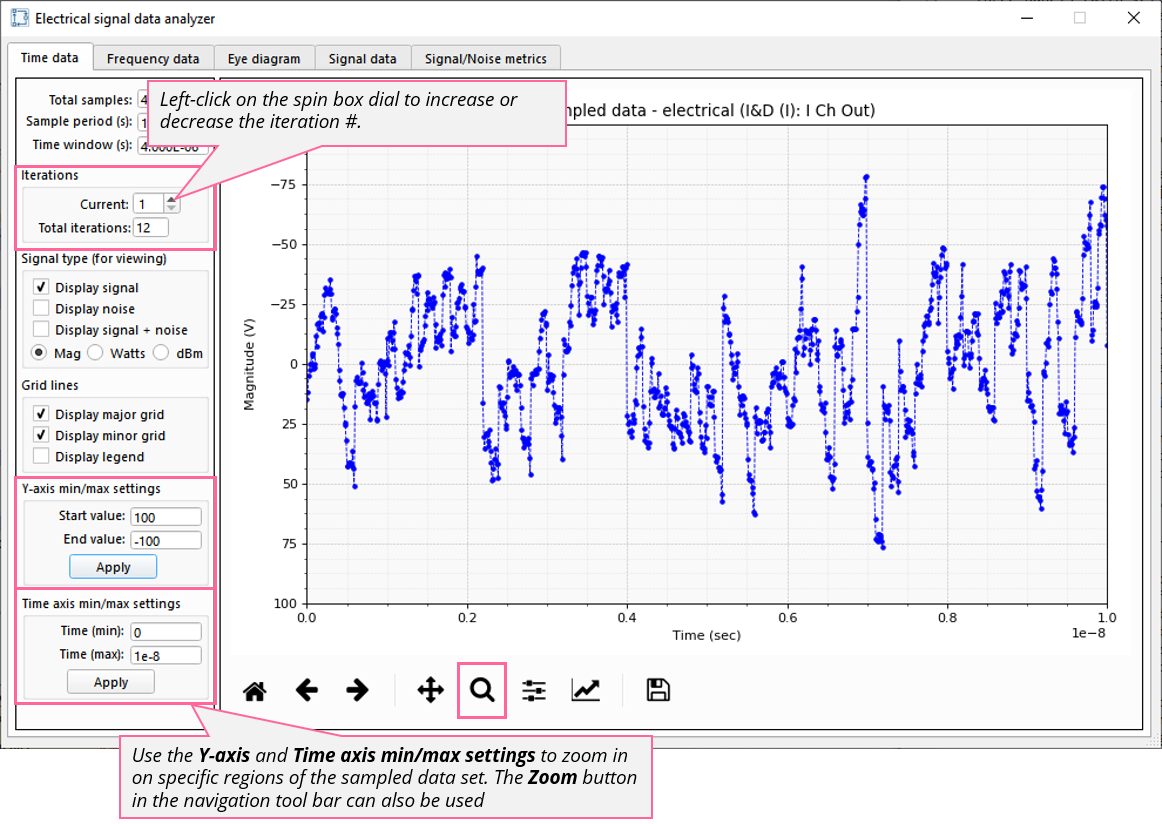 Electrical signal data analyzer
Time data
Frequency data
Eye diagram
Signal data
Signal/Noise metrics
Total samples: 4
Sample period (s): 1
Time window (s):
Left-click on the spin box dial to increase or
decrease the iteration #.
data - electrical (I&D (I): I Ch Out)
Iterations
Current: 1
Total iterations: 12
Signal type (for viewing)
Display signal
Display noise
Display signal + noise
Mag Watts dBm
Grid lines
Display major grid
Display minor grid
Display legend
Y-axis min/max settings
Start value: 100
End value: -100
Apply
Time axis min/max settings
Time (min): 0
Time (max): 1e-8
Apply
Magnitude (V)
−75
−50
−25
0
25
50
75
100
0.0 0.2 0.4 0.6 0.8 1.0
Time (sec)
1e−8
Use the Y-axis and Time axis min/max settings to zoom in
on specific regions of the sampled data set. The Zoom button
in the navigation tool bar can also be used